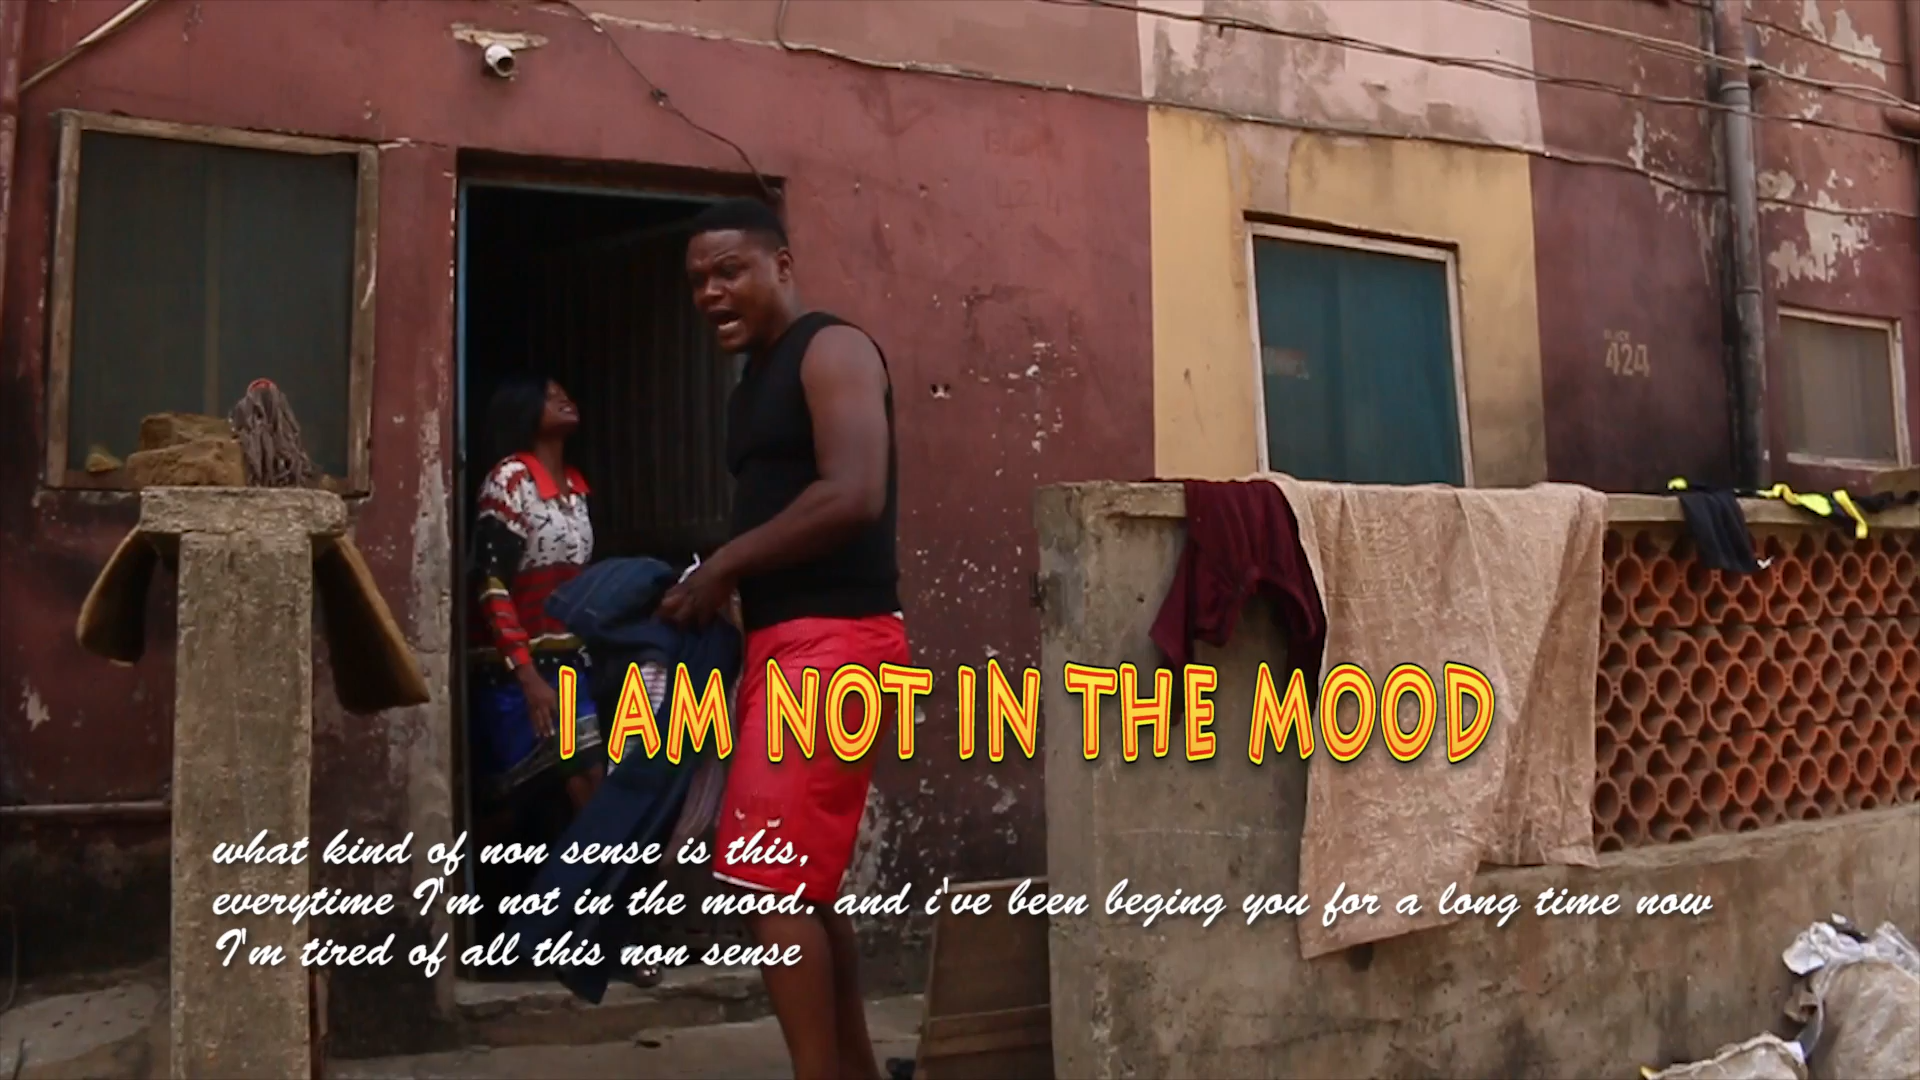 BLOCK
424
I AM NOT IN THE MOOD
what kind of non sense is this,
everytime I'm not in the mood. and i've been beging you for a long time now
I'm tired of all this non sense